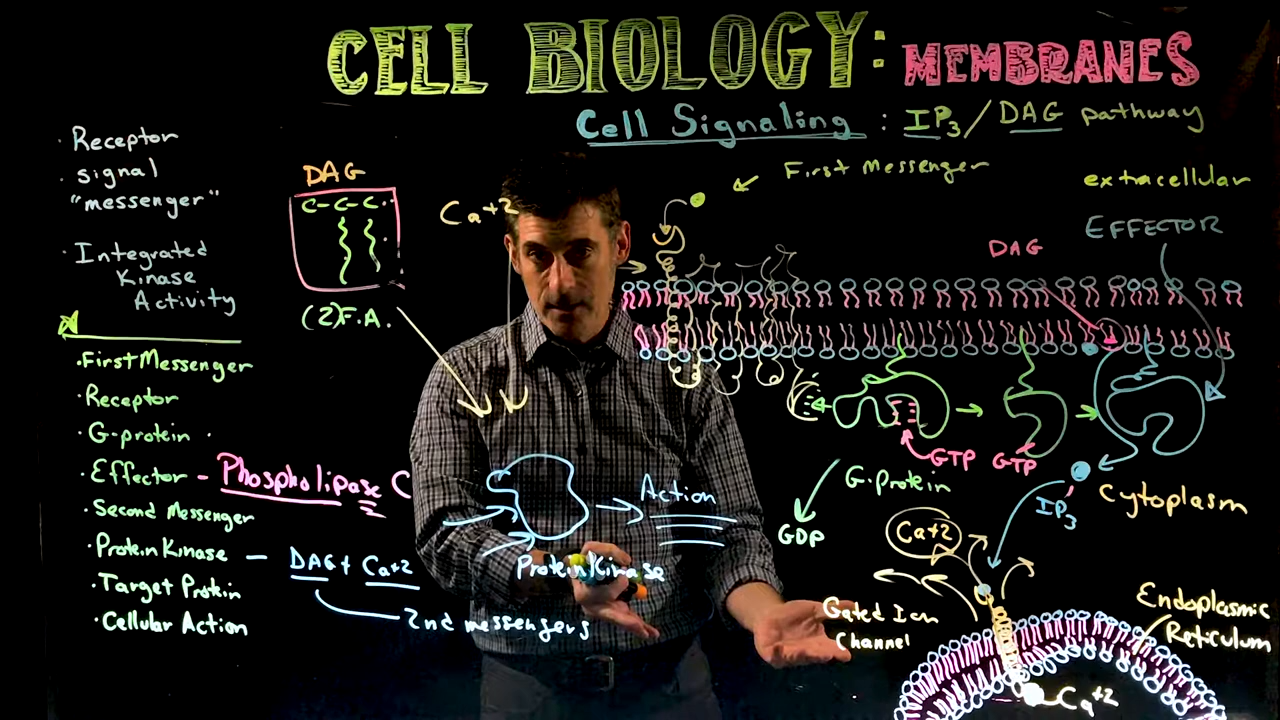 CELL BIOLOGY: MEMBRANES
Cell Signaling : IP3/DAG pathway
· Receptor
· signal
"messenger"
· Integrated
Kinase
Activity
· First Messenger
· Receptor
· G-protein ·
· Effector - Phospholipase C
· Second Messenger
· Protein Kinase — DAG + Ca+2
2nd messengers
· Target Protein
· Cellular Action
DAG
C-C-C
(2) F.A.
Ca+2
First Messenger
extracellular
EFFECTOR
DAG
GTP
GTP
G-protein
GDP
IP3
Cytoplasm
Action
Protein Kinase
Ca+2
Gated Ion
Channel
Endoplasmic
Reticulum
Ca+2